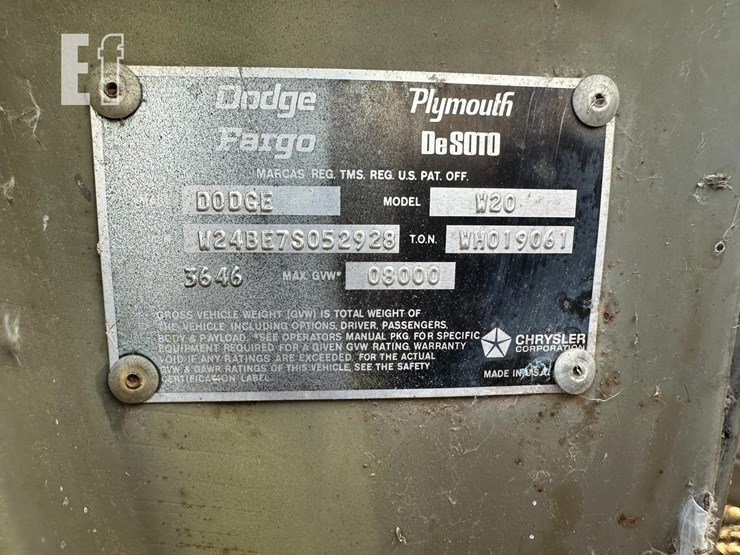 Ef
Dodge Plymouth
Fargo De SOTO
MARCAS REG. TMS. REG. U.S. PAT. OFF.
DODGE MODEL W20
W24BE7S052928 T.O.N. WH019061
3646 MAX. GVW* 08000
GROSS VEHICLE WEIGHT (GVW) IS TOTAL WEIGHT OF
THE VEHICLE INCLUDING OPTIONS, DRIVER, PASSENGERS,
BODY & PAYLOAD. *SEE OPERATORS MANUAL PKG. FOR SPECIFIC
EQUIPMENT REQUIRED FOR A GIVEN GVW RATING. WARRANTY
VOID IF ANY RATINGS ARE EXCEEDED. FOR THE ACTUAL
GVW & GAWR RATINGS OF THIS VEHICLE, SEE THE SAFETY
CERTIFICATION LABEL.
CHRYSLER
CORPORATION
MADE IN U.S.A.